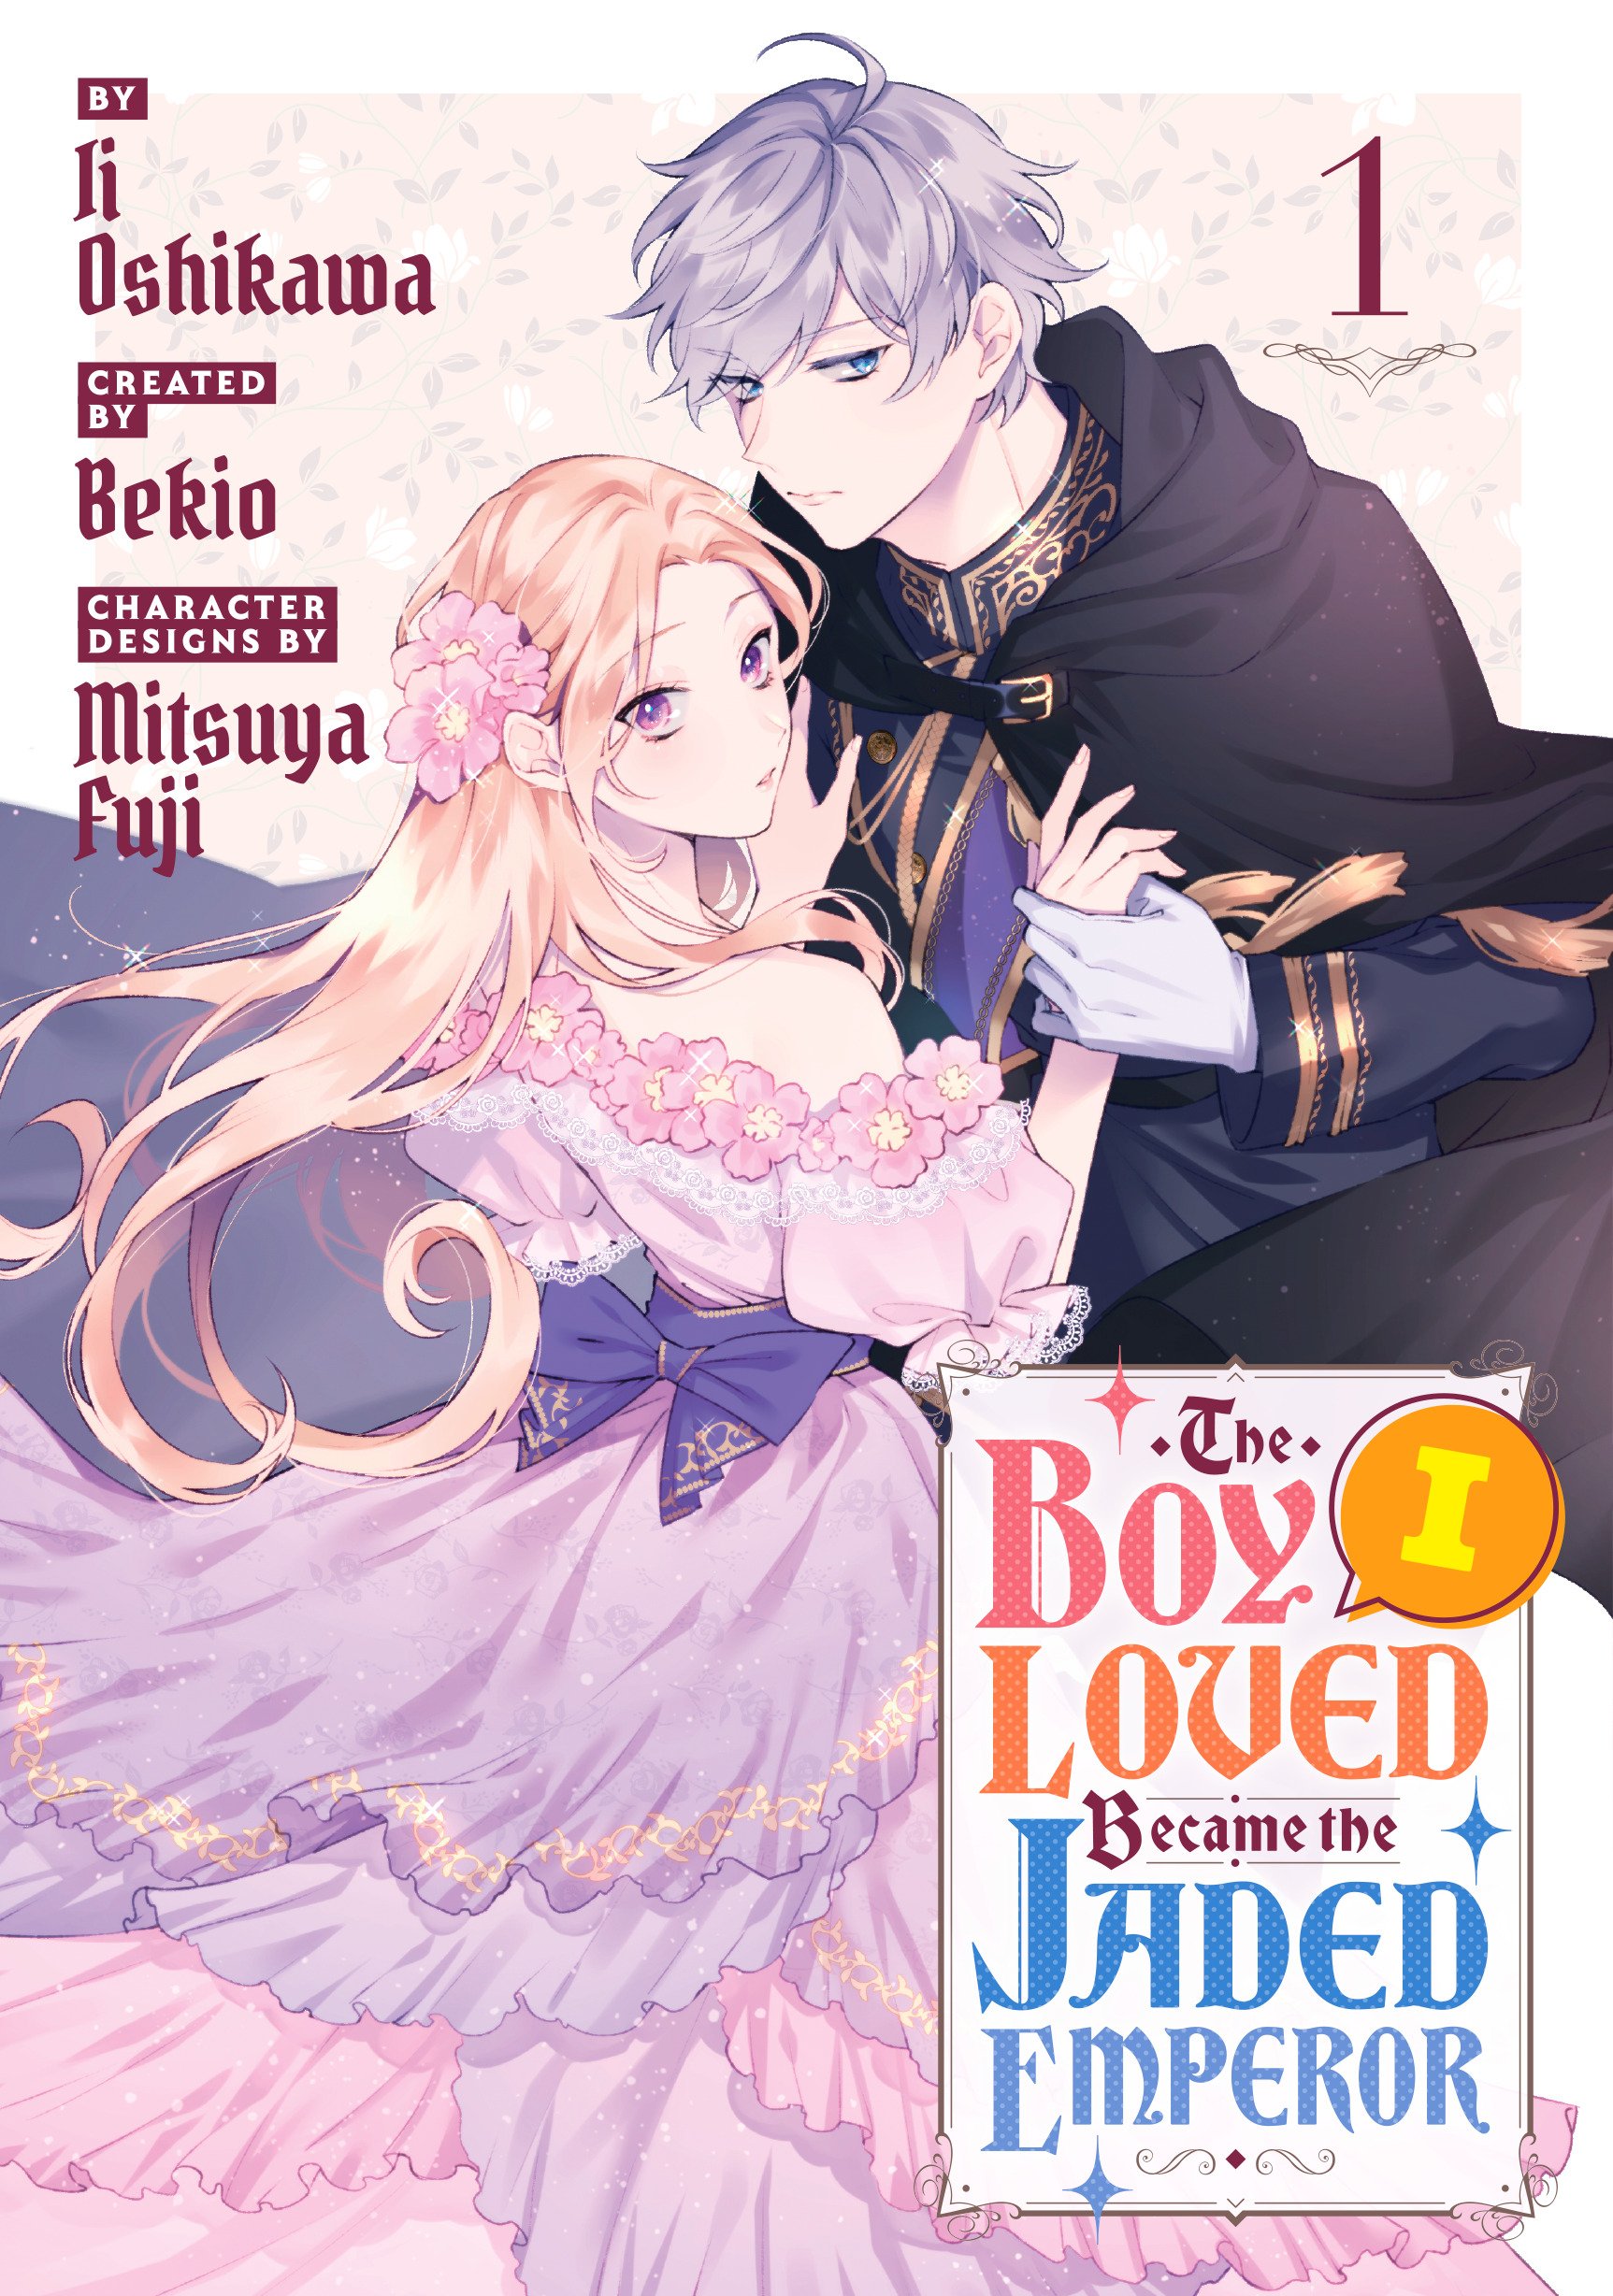 BY
Ii
Oshikawa
CREATED
BY
Bekio
CHARACTER
DESIGNS BY
Mitsuya
Fuji
1
The
BOY I
LOVED
Became the
JADED
EMPEROR